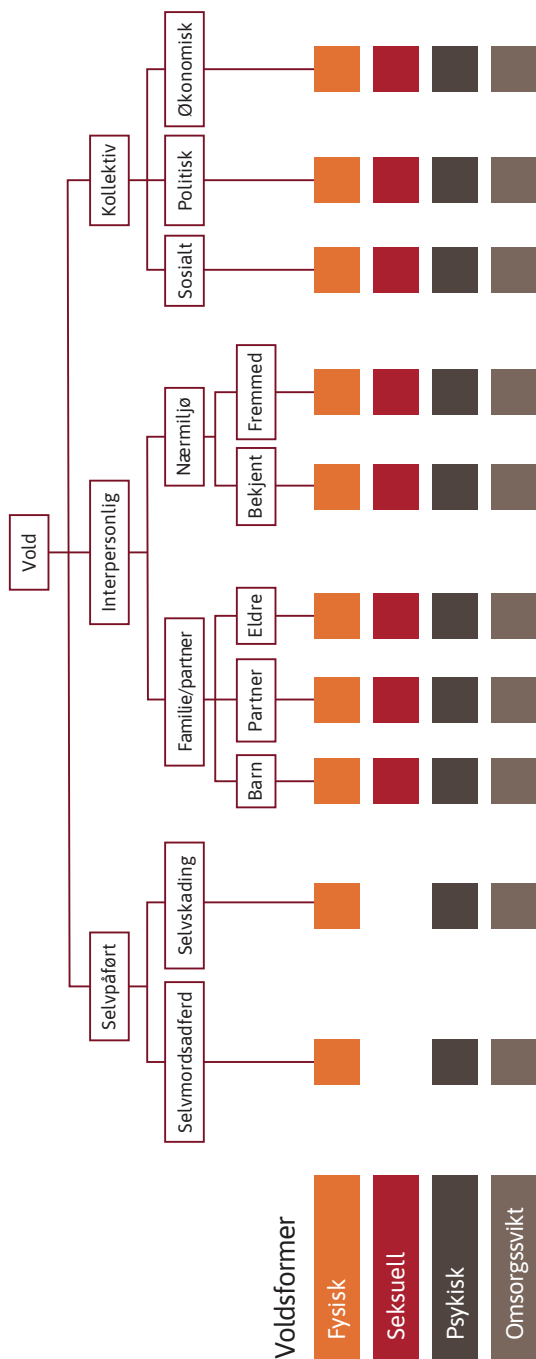 Vold
Selvpåført
Interpersonlig
Kollektiv
Selvmordsadferd
Selvskading
Familie/partner
Nærmiljø
Sosialt
Politisk
Økonomisk
Barn
Partner
Eldre
Bekjent
Fremmed
Voldsformer
Fysisk
Seksuell
Psykisk
Omsorgssvikt